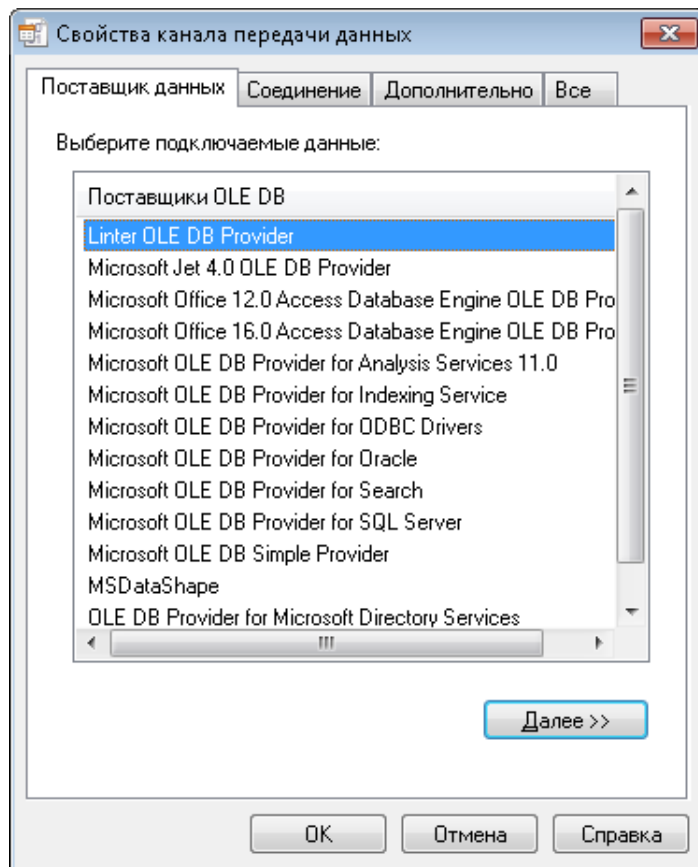 Свойства канала передачи данных
Поставщик данных Соединение Дополнительно Все
Выберите подключаемые данные:
Поставщики OLE DB
Linter OLE DB Provider
Microsoft Jet 4.0 OLE DB Provider
Microsoft Office 12.0 Access Database Engine OLE DB Pro
Microsoft Office 16.0 Access Database Engine OLE DB Pro
Microsoft OLE DB Provider for Analysis Services 11.0
Microsoft OLE DB Provider for Indexing Service
Microsoft OLE DB Provider for ODBC Drivers
Microsoft OLE DB Provider for Oracle
Microsoft OLE DB Provider for Search
Microsoft OLE DB Provider for SQL Server
Microsoft OLE DB Simple Provider
MSDataShape
OLE DB Provider for Microsoft Directory Services
Далее >>
OK Отмена Справка